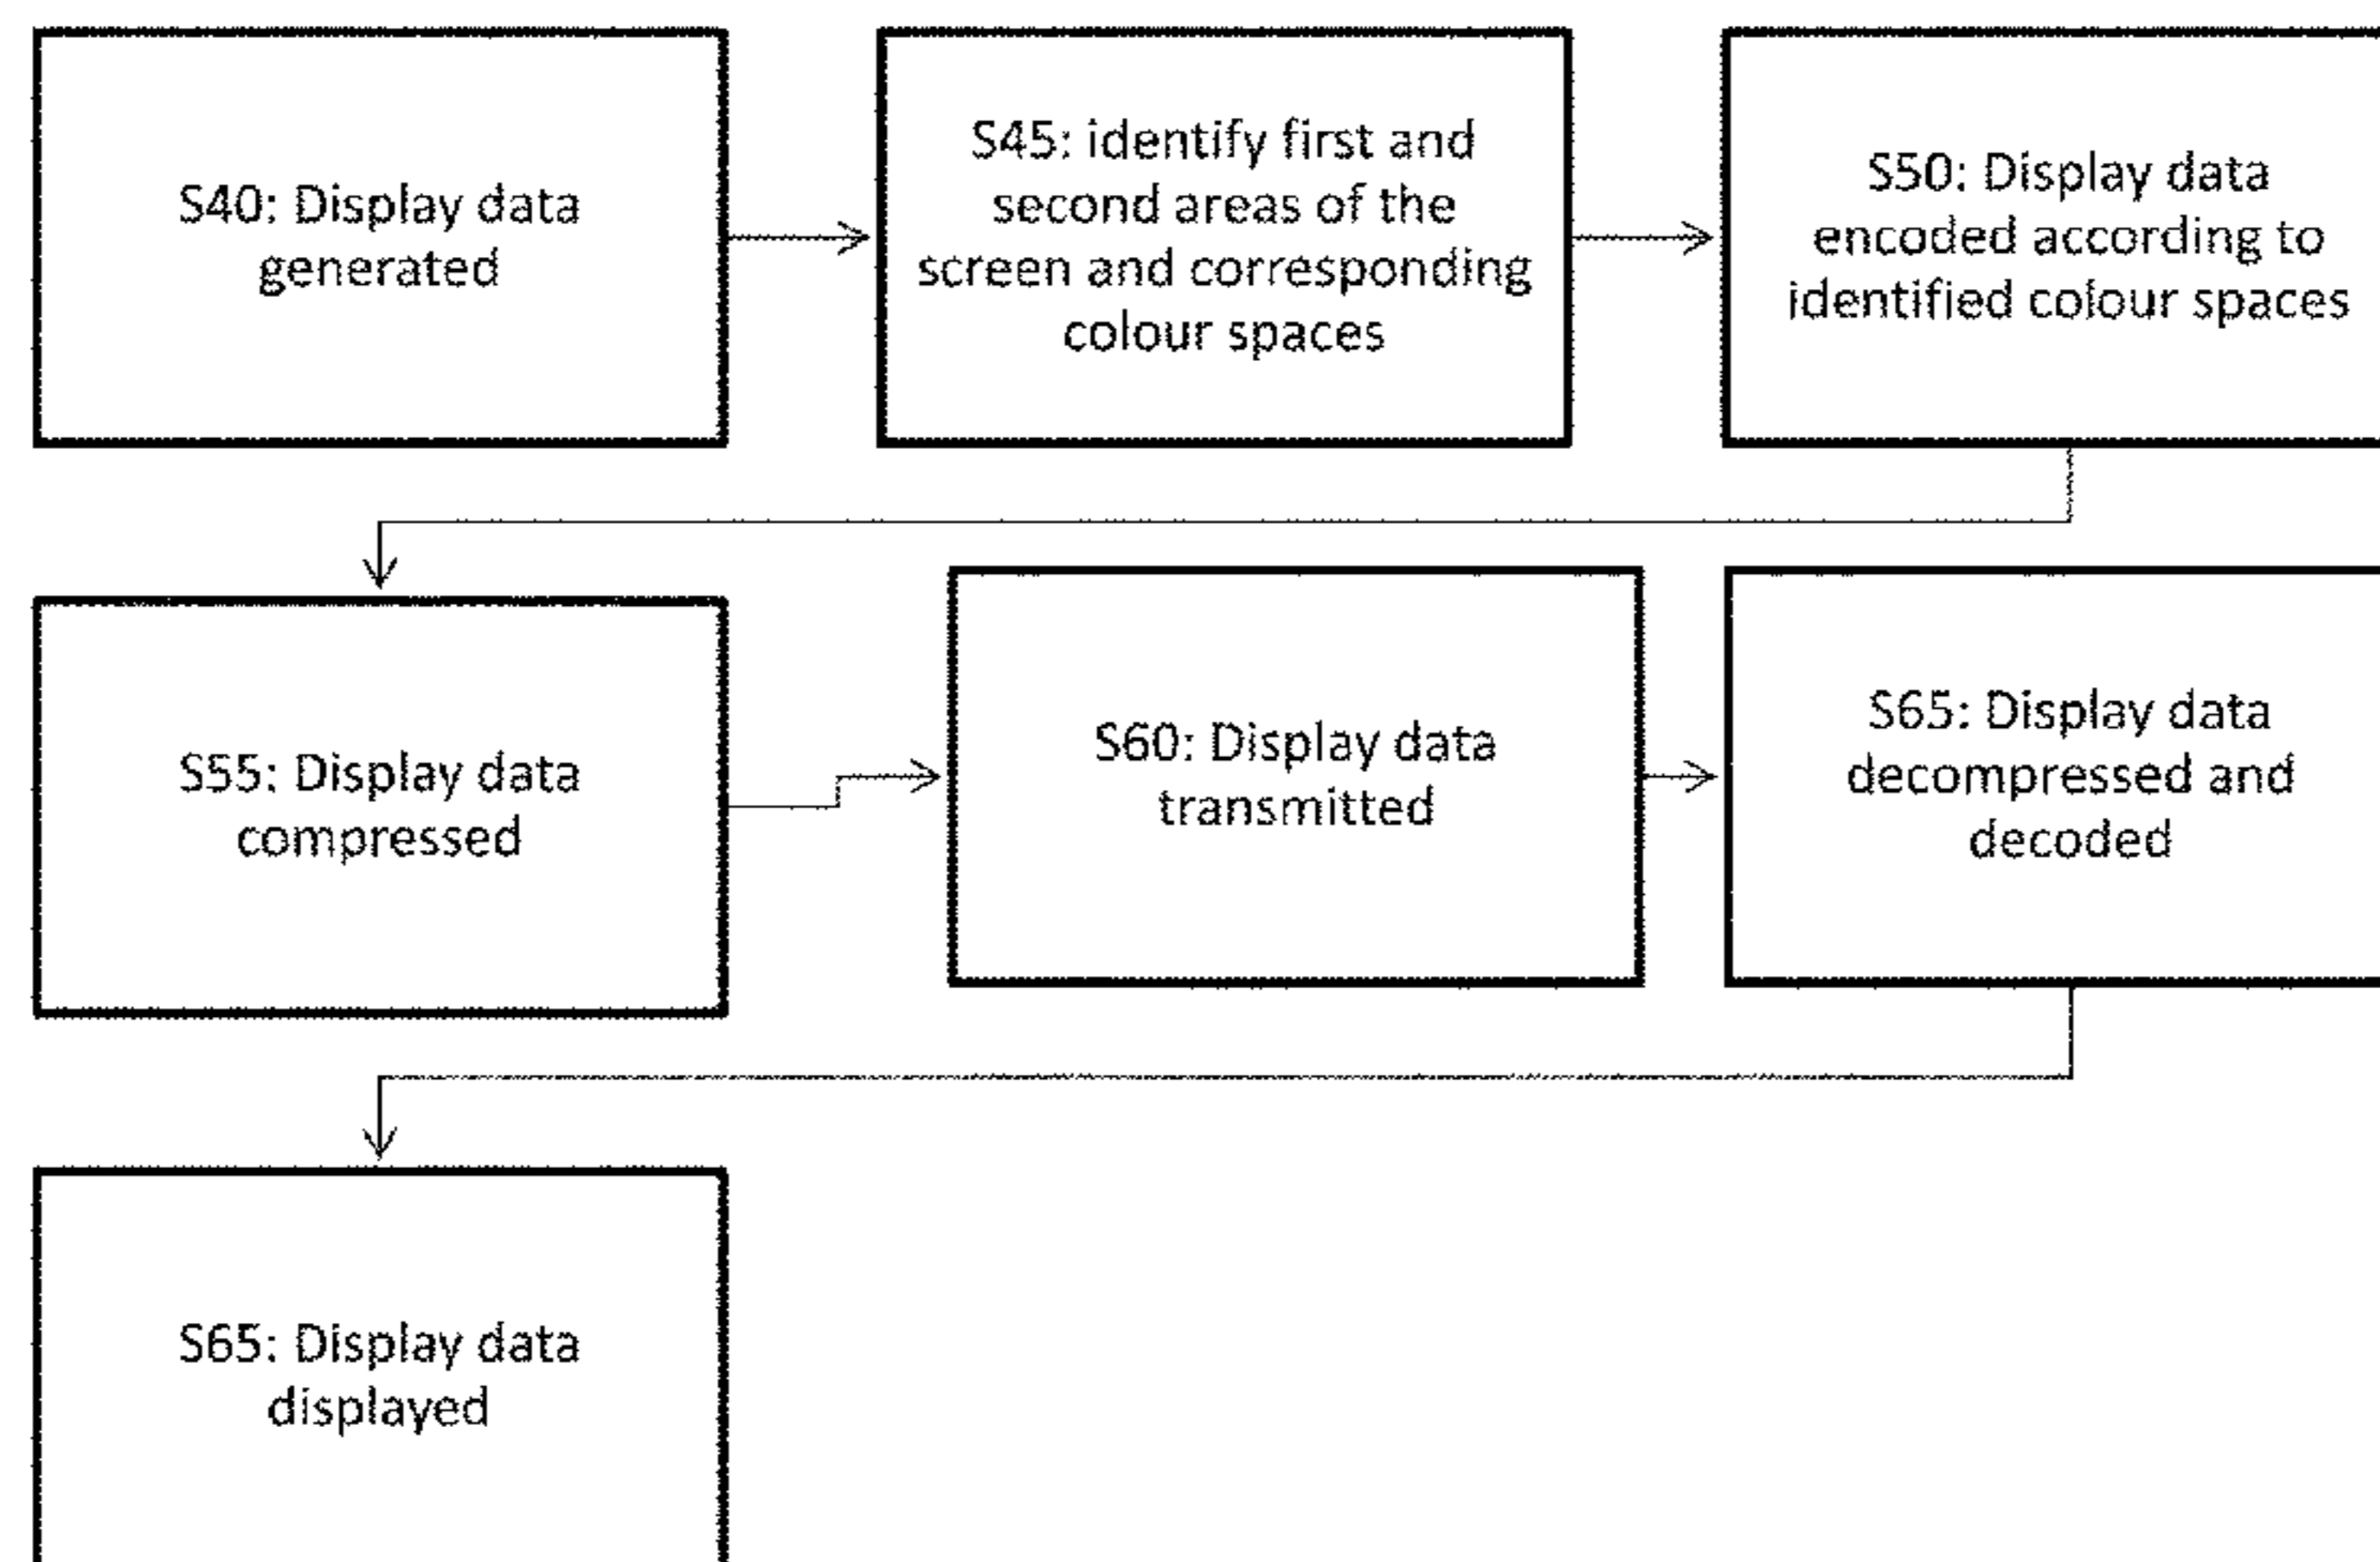 S40: Display data
generated
S45: identify first and
second areas of the
screen and corresponding
colour spaces
S50: Display data
encoded according to
identified colour spaces
S55: Display data
compressed
S60: Display data
transmitted
S65: Display data
decompressed and
decoded
S65: Display data
displayed